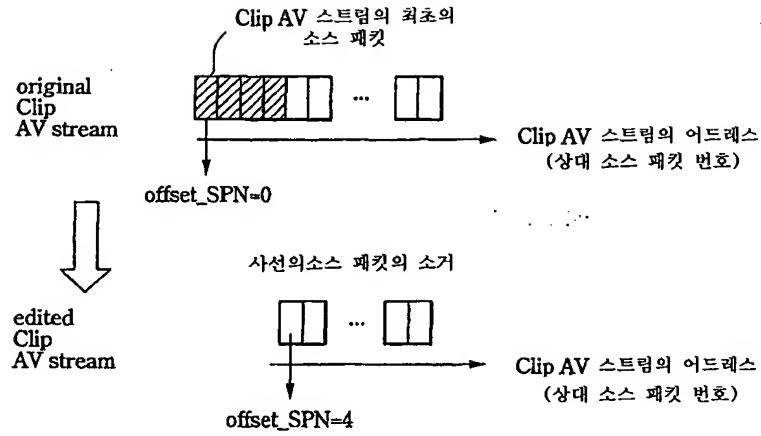 Clip AV 스트림의 최초의
소스 패킷
original
Clip
AV stream
...
Clip AV 스트림의 어드레스
(상대 소스 패킷 번호)
offset_SPN=0
사선의소스 패킷의 소거
edited
Clip
AV stream
...
Clip AV 스트림의 어드레스
(상대 소스 패킷 번호)
offset_SPN=4